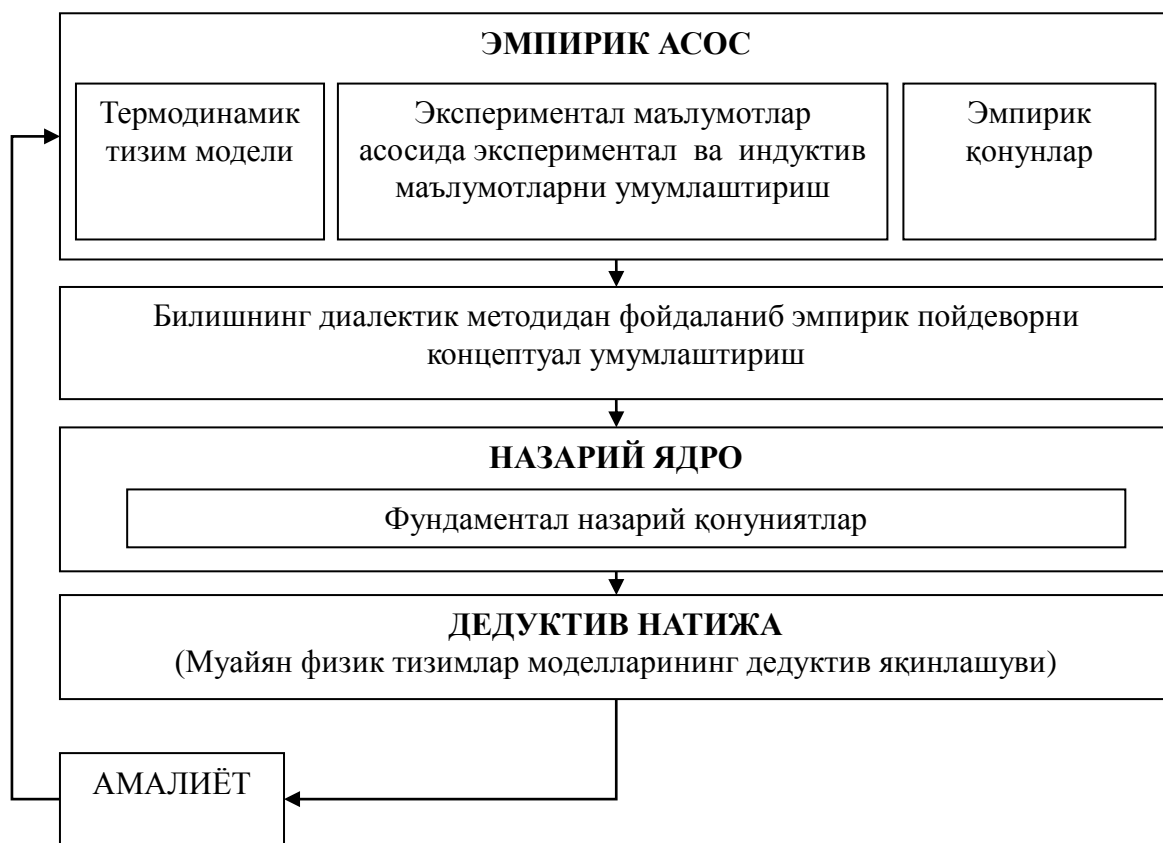 ЭМПИРИК АСОС
Термодинамик
тизим модели
Экспериментал маълумотлар
асосида экспериментал ва индуктив
маълумотларни умумлаштириш
Эмпирик
қонунлар
Билишнинг диалектик методидан фойдаланиб эмпирик пойдеворни
концептуал умумлаштириш
НАЗАРИЙ ЯДРО
Фундаментал назарий қонуниятлар
ДЕДУКТИВ НАТИЖА
(Муайян физик тизимлар моделларининг дедуктив яқинлашуви)
АМАЛИЁТ